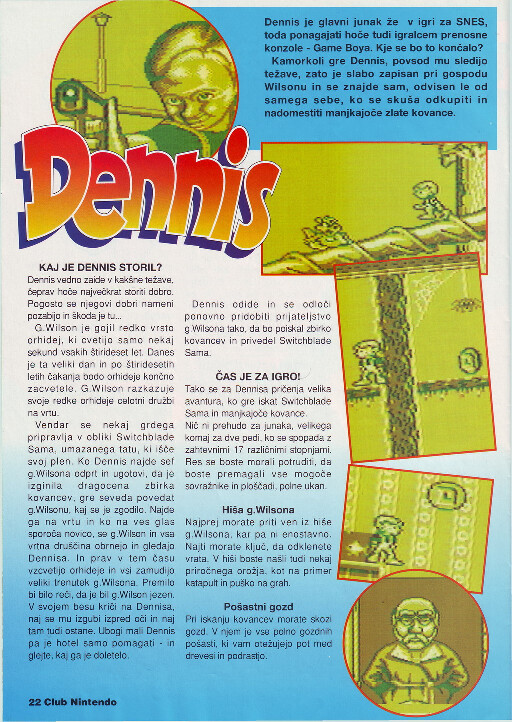 Dennis je glavni junak že v igri za SNES,
toda ponagajati hoče tudi igralcem prenosne
konzole - Game Boya. Kje se bo to končalo?
Kamorkoli gre Dennis, povsod mu sledijo
težave, zato je slabo zapisan pri gospodu
Wilsonu in se znajde sam, odvisen le od
samega sebe, ko se skuša odkupiti in
nadomestiti manjkajoče zlate kovance.
Dennis
KAJ JE DENNIS STORIL?
Dennis vedno zaide v kakšne težave,
čeprav hoče največkrat storiti dobro.
Pogosto se njegovi dobri nameni
pozabijo in škoda je tu...
G.Wilson je gojil redko vrsto
orhidej, ki cvetijo samo nekaj
sekund vsakih štirideset let. Danes
je ta veliki dan in po štiridesetih
letih čakanja bodo orhideje končno
zacvetele. G.Wilson razkazuje
svoje redke orhideje celotni družbi
na vrtu.
Vendar se nekaj grdega
pripravlja v obliki Switchblade
Sama, umazanega tatu, ki išče
svoj plen. Ko Dennis najde sef
g.Wilsona odprt in ugotovi, da je
izginila dragocena zbirka
kovancev, gre seveda povedat
g.Wilsonu, kaj se je zgodilo. Najde
ga na vrtu in ko na ves glas
sporoča novico, se g.Wilson in vsa
vrtna druščina obrnejo in gledajo
Dennisa. In prav v tem času
vzcvetijo orhideje in vsi zamudijo
veliki trenutek g.Wilsona. Premilo
bi bilo reči, da je bil g.Wilson jezen.
V svojem besu kriči na Dennisa,
naj se mu izgubi izpred oči in naj
tam tudi ostane. Ubogi mali Dennis
pa je hotel samo pomagati - in
glejte, kaj ga je doletelo.
Dennis odide in se odloči
ponovno pridobiti prijateljstvo
g.Wilsona tako, da bo poiskal zbirko
kovancev in privedel Switchblade
Sama.
ČAS JE ZA IGRO!
Tako se za Dennisa pričenja velika
avantura, ko gre iskat Switchblade
Sama in manjkajoče kovance.
Nič ni prehudo za junaka, velikega
komaj za dve pedi, ko se spopada z
zahtevnimi 17 različnimi stopnjami.
Res se boste morali potruditi, da
boste premagali vse mogoče
sovražnike in ploščadi, polne ukan.
Hiša g.Wilsona
Najprej morate priti ven iz hiše
g.Wilsona, kar pa ni enostavno.
Najti morate ključ, da odklenete
vrata. V hiši boste našli tudi nekaj
priročnega orožja, kot na primer
katapult in puško na grah.
Pošastni gozd
Pri iskanju kovancev morate skozi
gozd. V njem je vse polno gozdnih
pošasti, ki vam otežujejo pot med
drevesi in podrastjo.
22 Club Nintendo